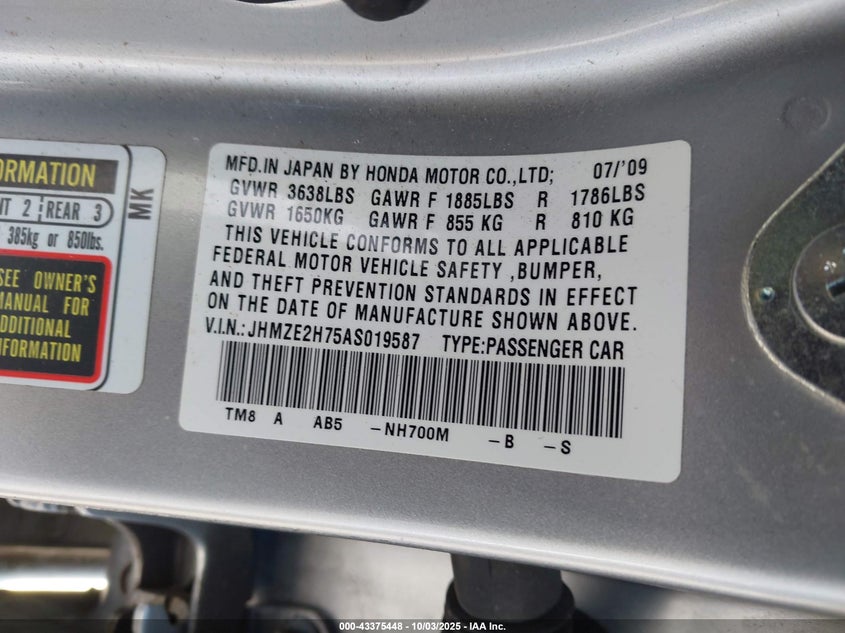 ORMATION
NT 2 REAR 3
385kg or 850lbs.
MK
SEE OWNER'S
MANUAL FOR
ADDITIONAL
INFORMATION
MFD.IN JAPAN BY HONDA MOTOR CO.,LTD; 07/'09
GVWR 3638LBS GAWR F 1885LBS R 1786LBS
GVWR 1650KG GAWR F 855 KG R 810 KG
THIS VEHICLE CONFORMS TO ALL APPLICABLE
FEDERAL MOTOR VEHICLE SAFETY ,BUMPER,
AND THEFT PREVENTION STANDARDS IN EFFECT
ON THE DATE OF MANUFACTURE SHOWN ABOVE.
V.I.N.:JHMZE2H75AS019587 TYPE:PASSENGER CAR
TM8 A AB5 -NH700M -B -S
000-43375448 - 10/03/2025 - IAA Inc.